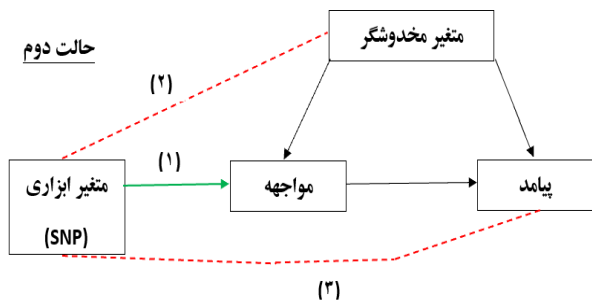 متغیر مخدوشگر
حالت دوم
(۲)
(۱)
متغیر ابزاری
(SNP)
مواجهه
پیامد
(۳)